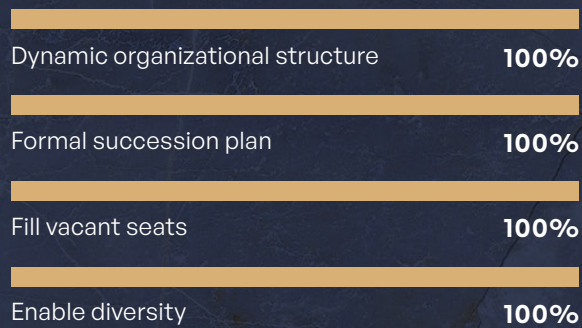 Dynamic organizational structure 100%
Formal succession plan 100%
Fill vacant seats 100%
Enable diversity 100%